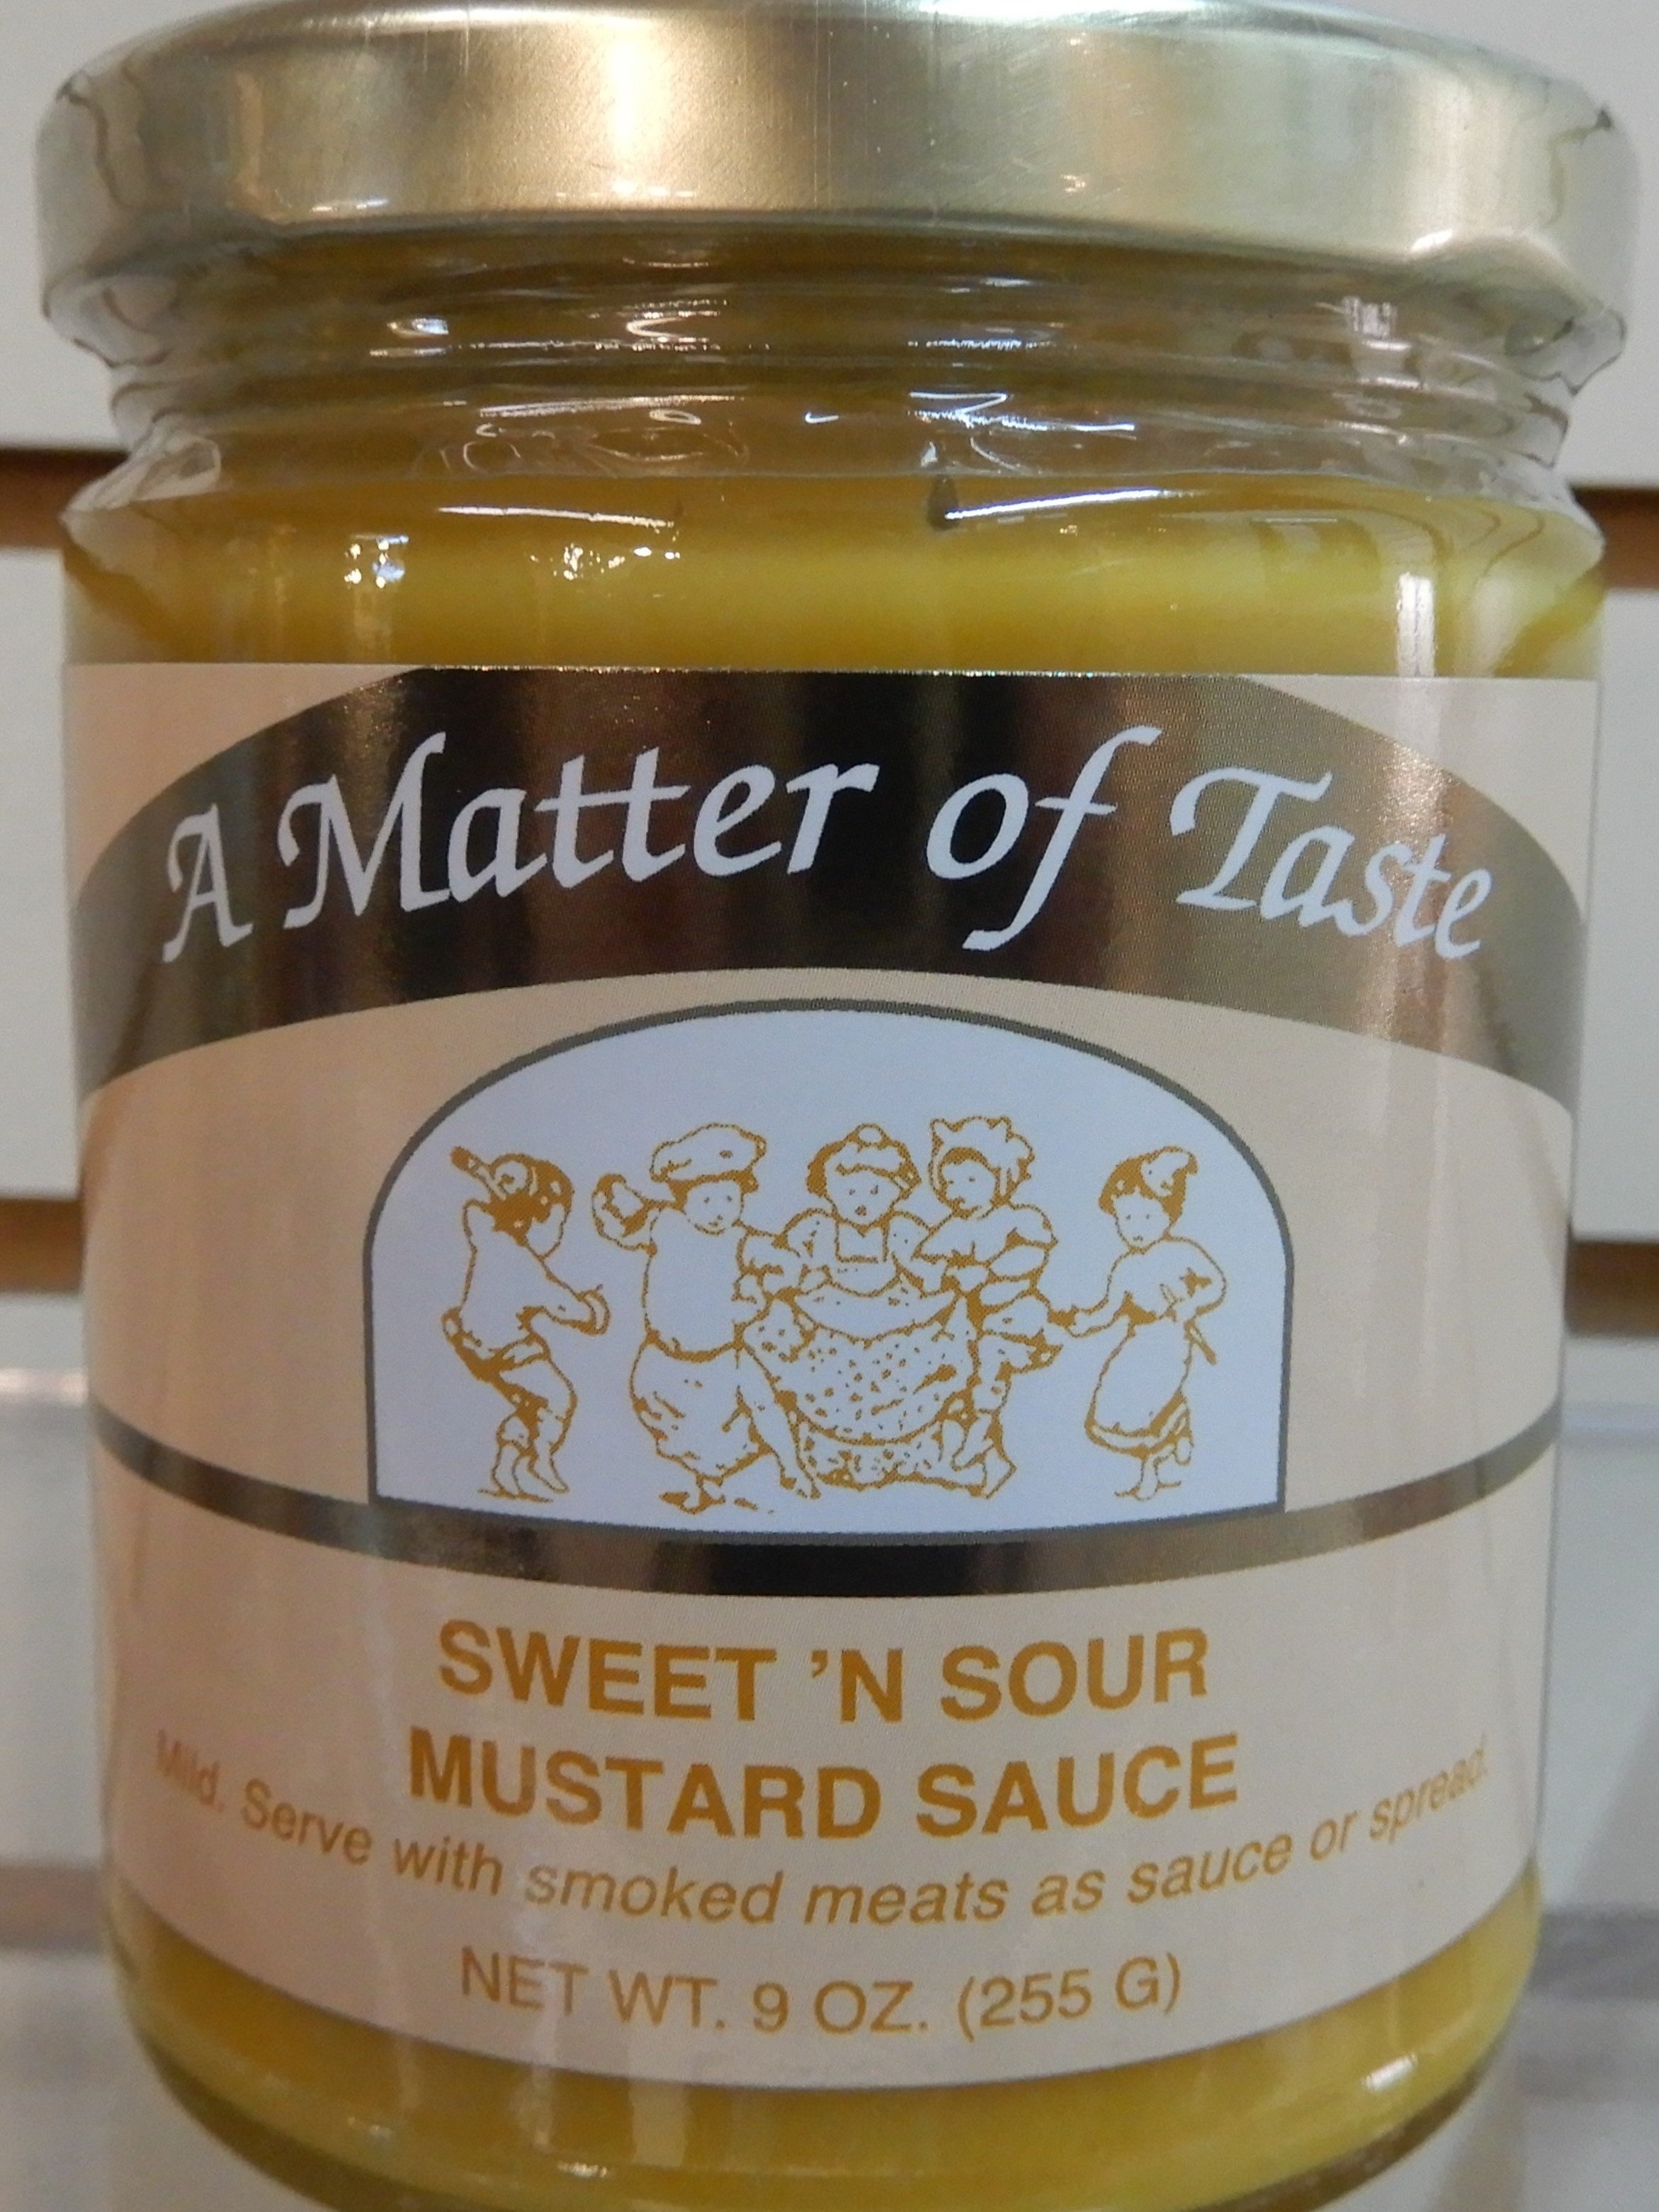 A Matter of Taste
SWEET 'N SOUR
MUSTARD SAUCE
Mild. Serve with smoked meats as sauce or spread.
NET WT. 9 OZ. (255 G)